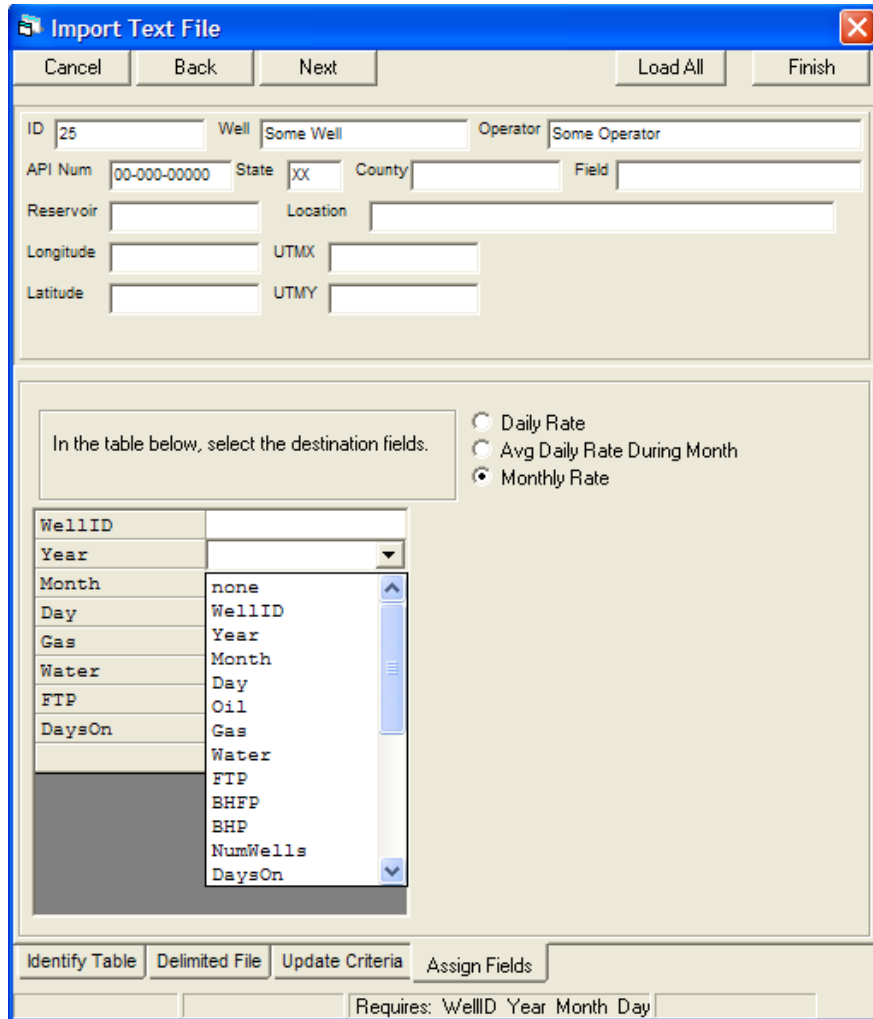 Import Text File
Cancel Back Next Load All Finish
ID 25 Well Some Well Operator Some Operator
API Num 00-000-00000 State XX County Field
Reservoir Location
Longitude UTMX
Latitude UTMY
In the table below, select the destination fields.
Daily Rate
Avg Daily Rate During Month
Monthly Rate
WellID
Year
Month
Day
Gas
Water
FTP
DaysOn
none
WellID
Year
Month
Day
Oil
Gas
Water
FTP
BHFP
BHP
NumWells
DaysOn
Identify Table Delimited File Update Criteria Assign Fields
Requires: WellID Year Month Day